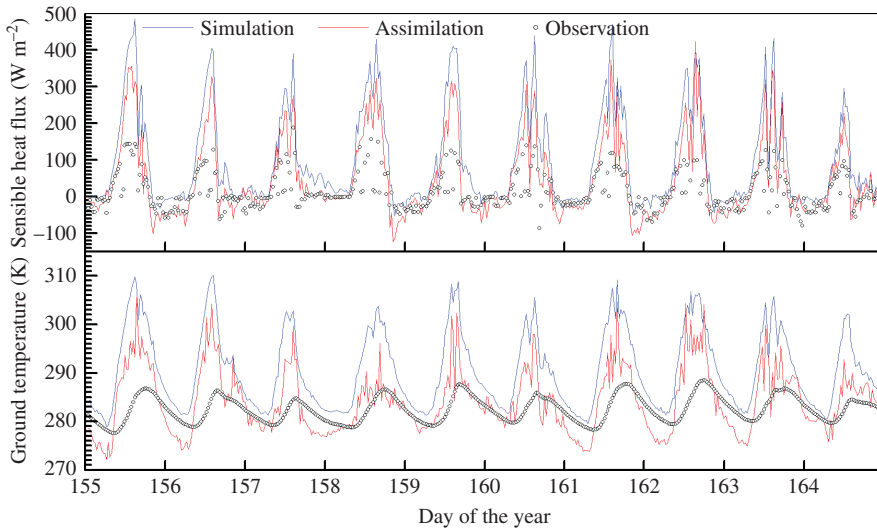 Simulation Assimilation Observation
Sensible heat flux (W m⁻²)
500
400
300
200
100
0
−100
Ground temperature (K)
310
300
290
280
270
155 156 157 158 159 160 161 162 163 164
Day of the year